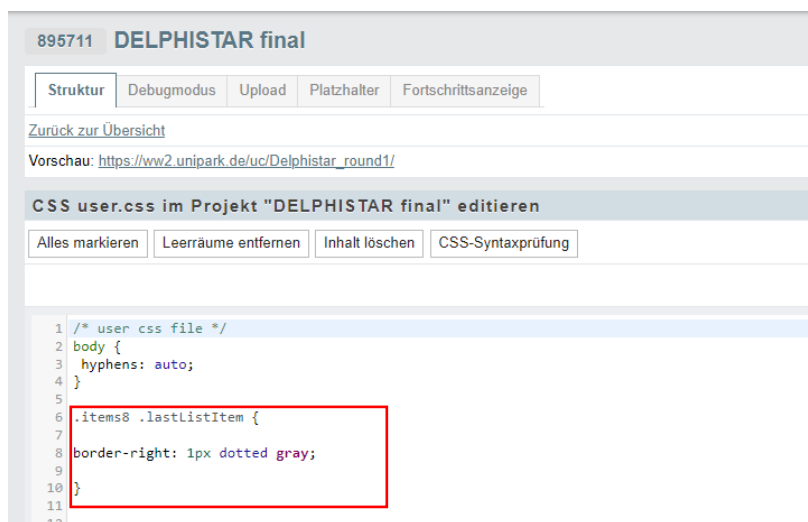 895711 DELPHISTAR final
Struktur Debugmodus Upload Platzhalter Fortschrittsanzeige
Zurück zur Übersicht
Vorschau: https://ww2.unipark.de/uc/Delphistar_round1/
CSS user.css im Projekt "DELPHISTAR final" editieren
Alles markieren Leerräume entfernen Inhalt löschen CSS-Syntaxprüfung
1 /* user css file */
2 body {
3 hyphens: auto;
4 }
5
6 .items8 .lastListItem {
7
8 border-right: 1px dotted gray;
9
10 }
11
12